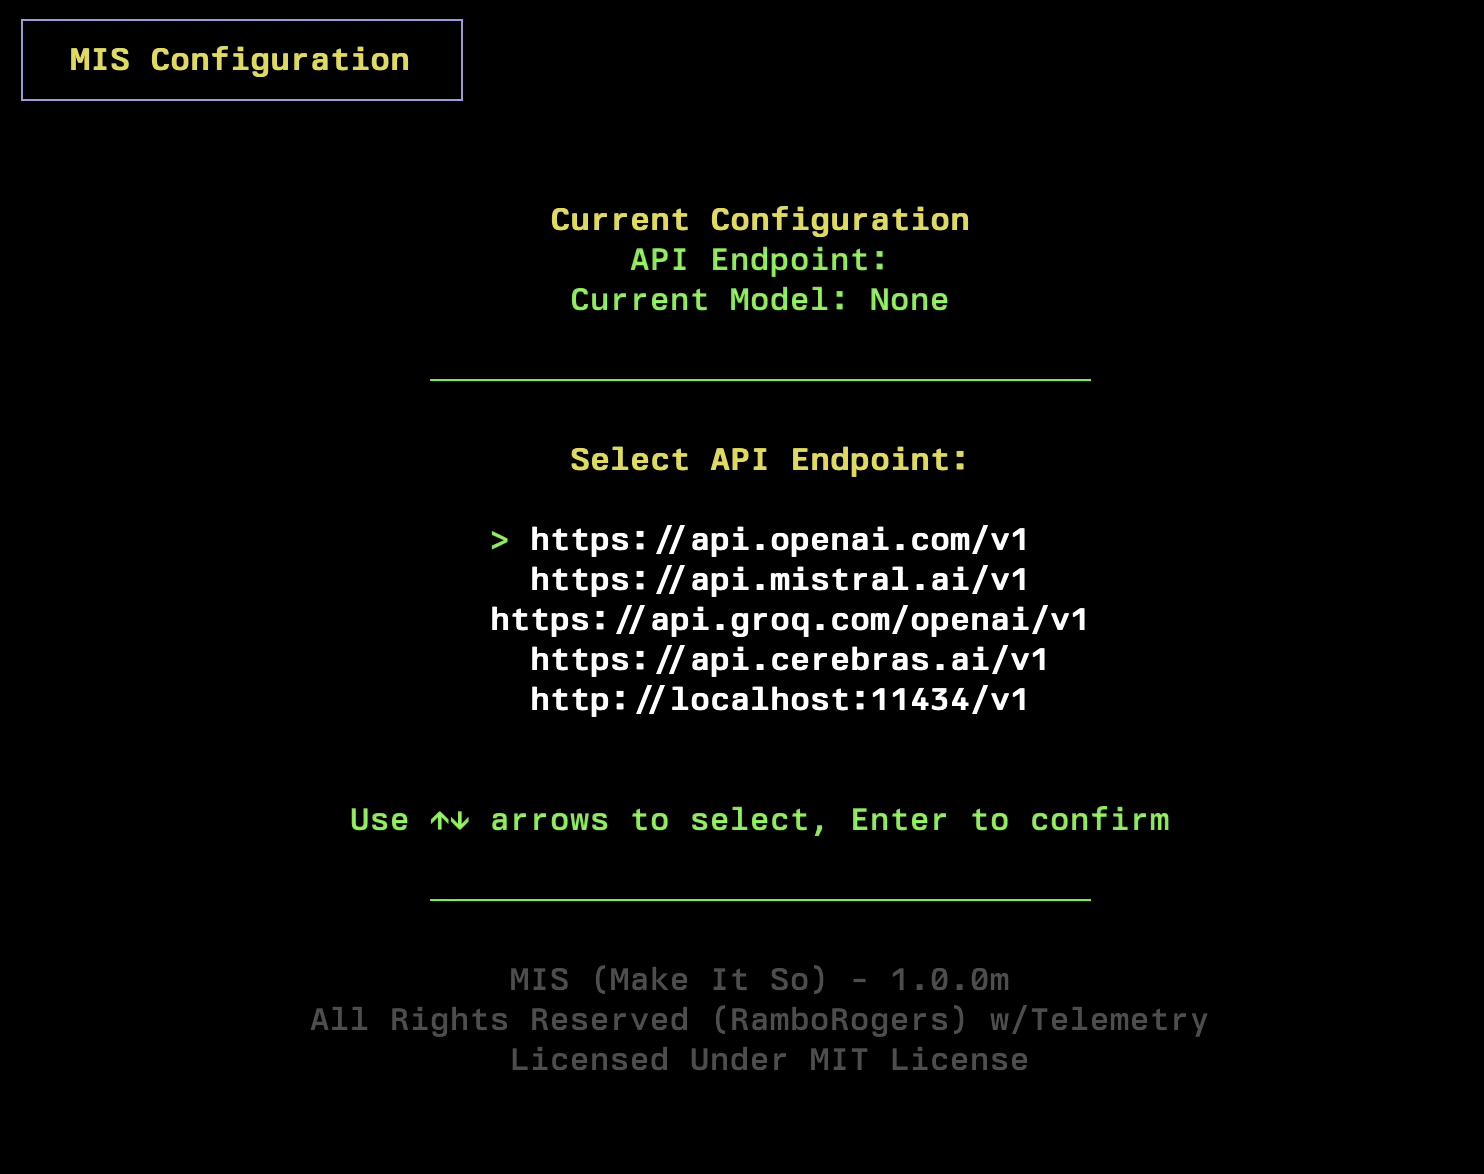 MIS Configuration
Current Configuration
API Endpoint:
Current Model: None
Select API Endpoint:
> https://api.openai.com/v1
https://api.mistral.ai/v1
https://api.groq.com/openai/v1
https://api.cerebras.ai/v1
http://localhost:11434/v1
Use ↑↓ arrows to select, Enter to confirm
MIS (Make It So) - 1.0.0m
All Rights Reserved (RamboRogers) w/Telemetry
Licensed Under MIT License